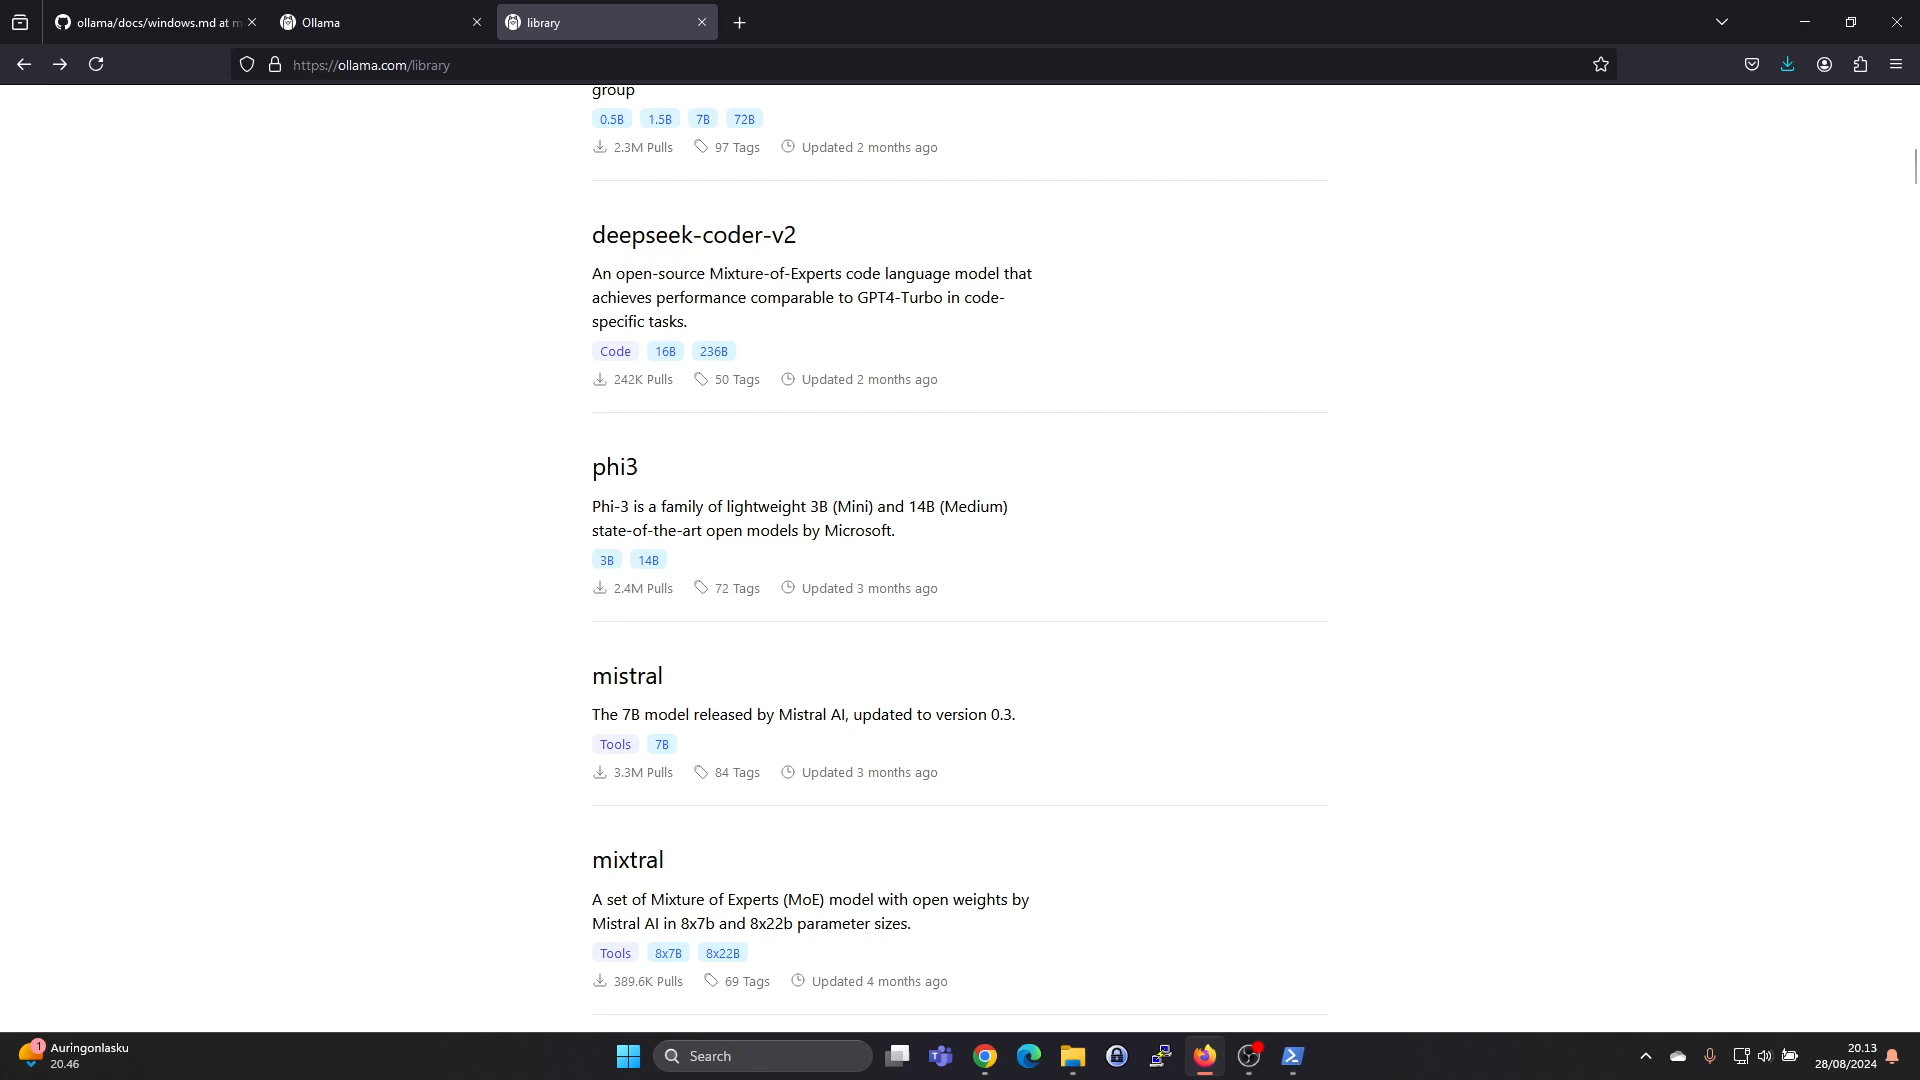 ollama/docs/windows.md at m
Ollama
library
https://ollama.com/library
group
0.5B 1.5B 7B 72B
2.3M Pulls 97 Tags Updated 2 months ago
deepseek-coder-v2
An open-source Mixture-of-Experts code language model that
achieves performance comparable to GPT4-Turbo in code-
specific tasks.
Code 16B 236B
242K Pulls 50 Tags Updated 2 months ago
phi3
Phi-3 is a family of lightweight 3B (Mini) and 14B (Medium)
state-of-the-art open models by Microsoft.
3B 14B
2.4M Pulls 72 Tags Updated 3 months ago
mistral
The 7B model released by Mistral AI, updated to version 0.3.
Tools 7B
3.3M Pulls 84 Tags Updated 3 months ago
mixtral
A set of Mixture of Experts (MoE) model with open weights by
Mistral AI in 8x7b and 8x22b parameter sizes.
Tools 8x7B 8x22B
389.6K Pulls 69 Tags Updated 4 months ago
1
Auringonlasku
20.46
Search
20.13
28/08/2024